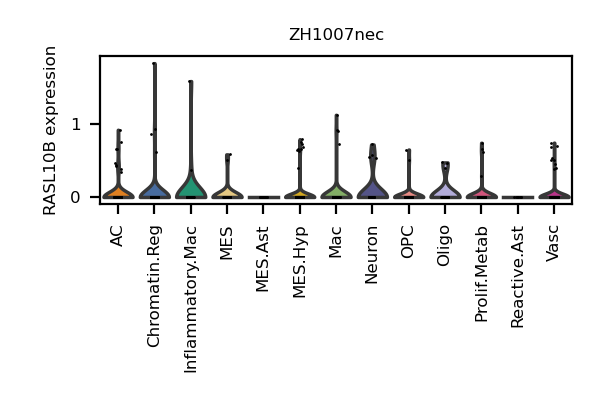 ZH1007nec
RASL10B expression
1
0
AC
Chromatin.Reg
Inflammatory.Mac
MES
MES.Ast
MES.Hyp
Mac
Neuron
OPC
Oligo
Prolif.Metab
Reactive.Ast
Vasc